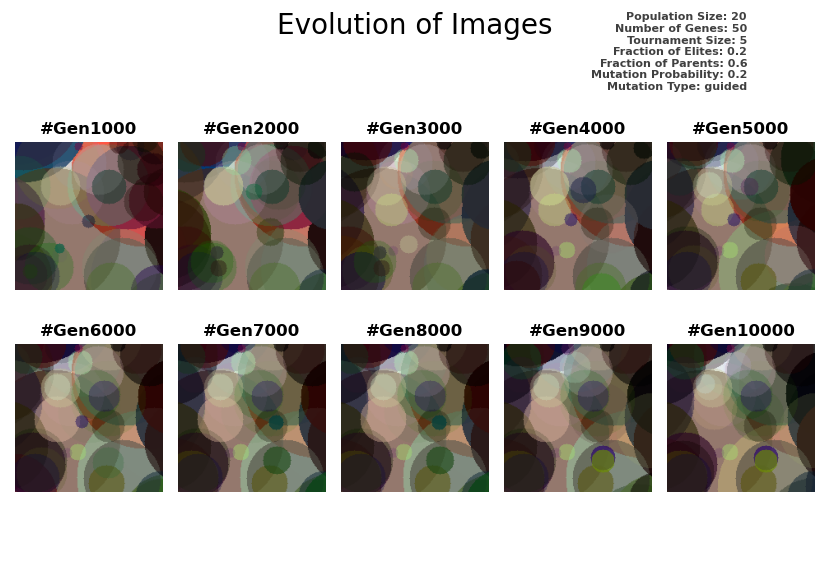 Evolution of Images
Population Size: 20
Number of Genes: 50
Tournament Size: 5
Fraction of Elites: 0.2
Fraction of Parents: 0.6
Mutation Probability: 0.2
Mutation Type: guided
#Gen1000 #Gen2000 #Gen3000 #Gen4000 #Gen5000
#Gen6000 #Gen7000 #Gen8000 #Gen9000 #Gen10000